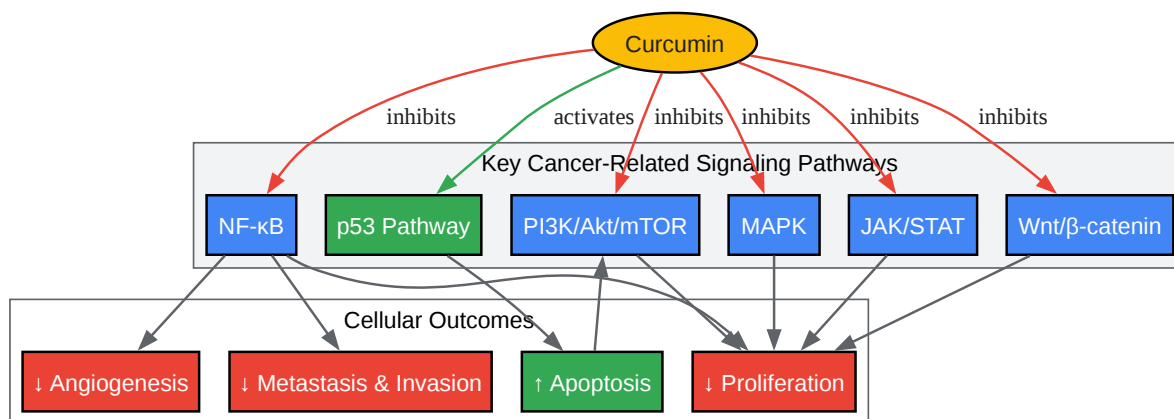 Curcumin
inhibits
activates
inhibits
inhibits
inhibits
inhibits
Key Cancer-Related Signaling Pathways
NF-κB
p53 Pathway
PI3K/Akt/mTOR
MAPK
JAK/STAT
Wnt/β-catenin
Cellular Outcomes
↓ Angiogenesis
↓ Metastasis & Invasion
↑ Apoptosis
↓ Proliferation